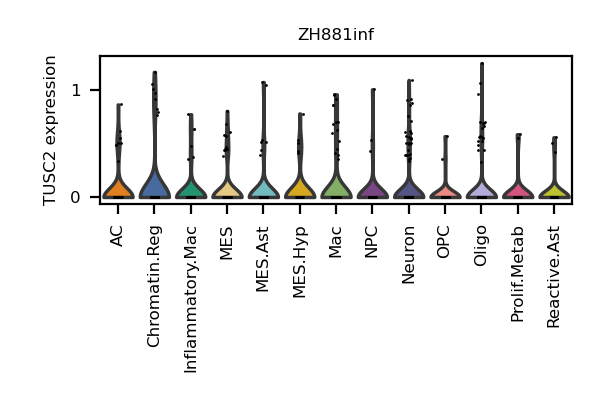 ZH881inf
TUSC2 expression
1
0
AC
Chromatin.Reg
Inflammatory.Mac
MES
MES.Ast
MES.Hyp
Mac
NPC
Neuron
OPC
Oligo
Prolif.Metab
Reactive.Ast